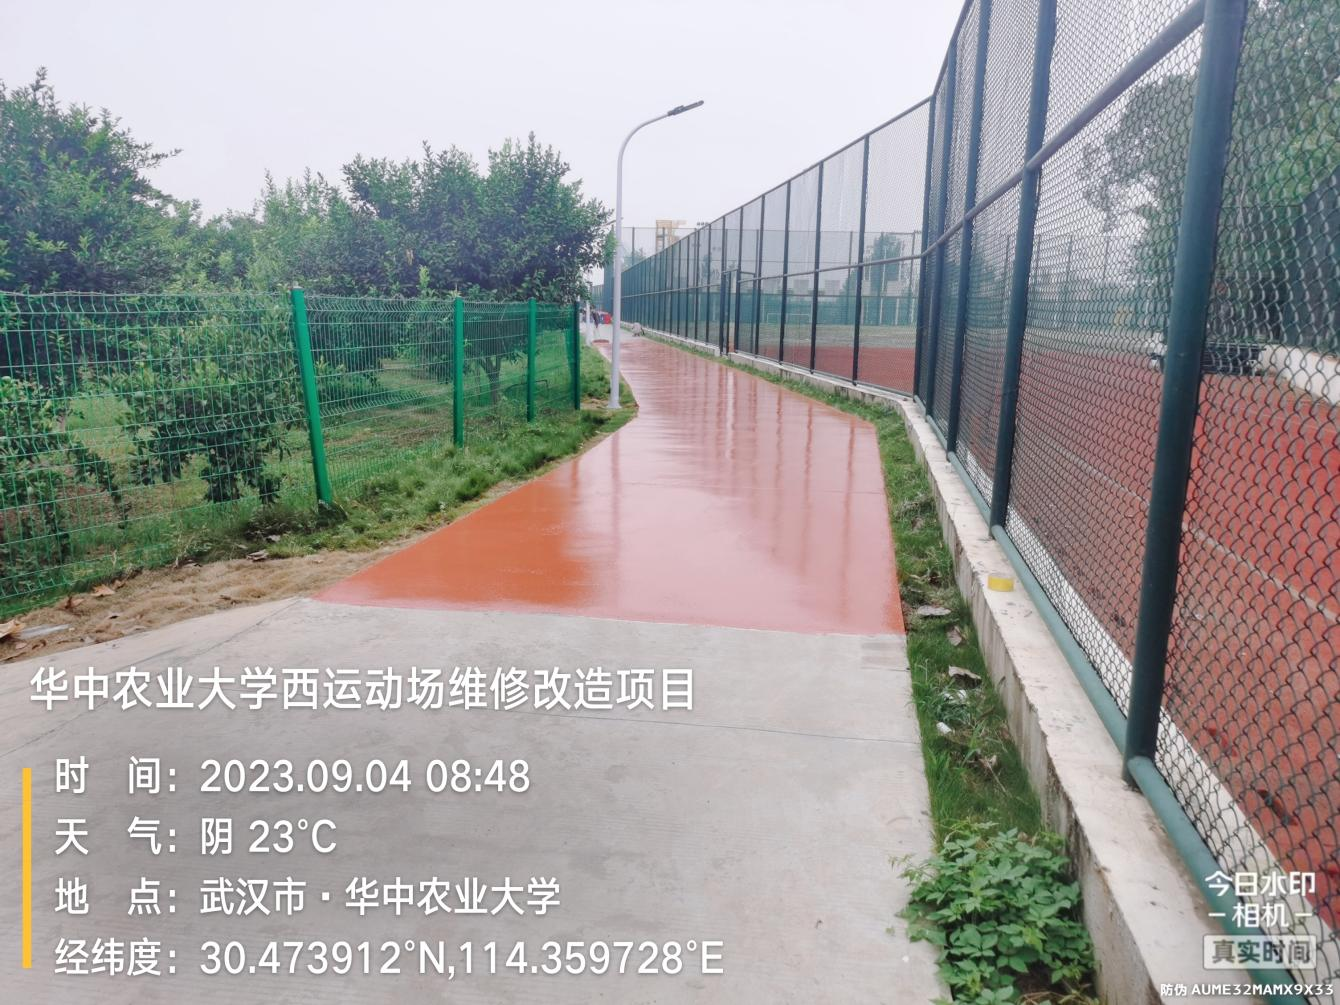 华中农业大学西运动场维修改造项目
时 间：2023.09.04 08:48
天 气：阴 23°C
地 点：武汉市·华中农业大学
经纬度：30.473912°N,114.359728°E
今日水印
-相机-
真实时间
防伪 AUME32MAMX9X33